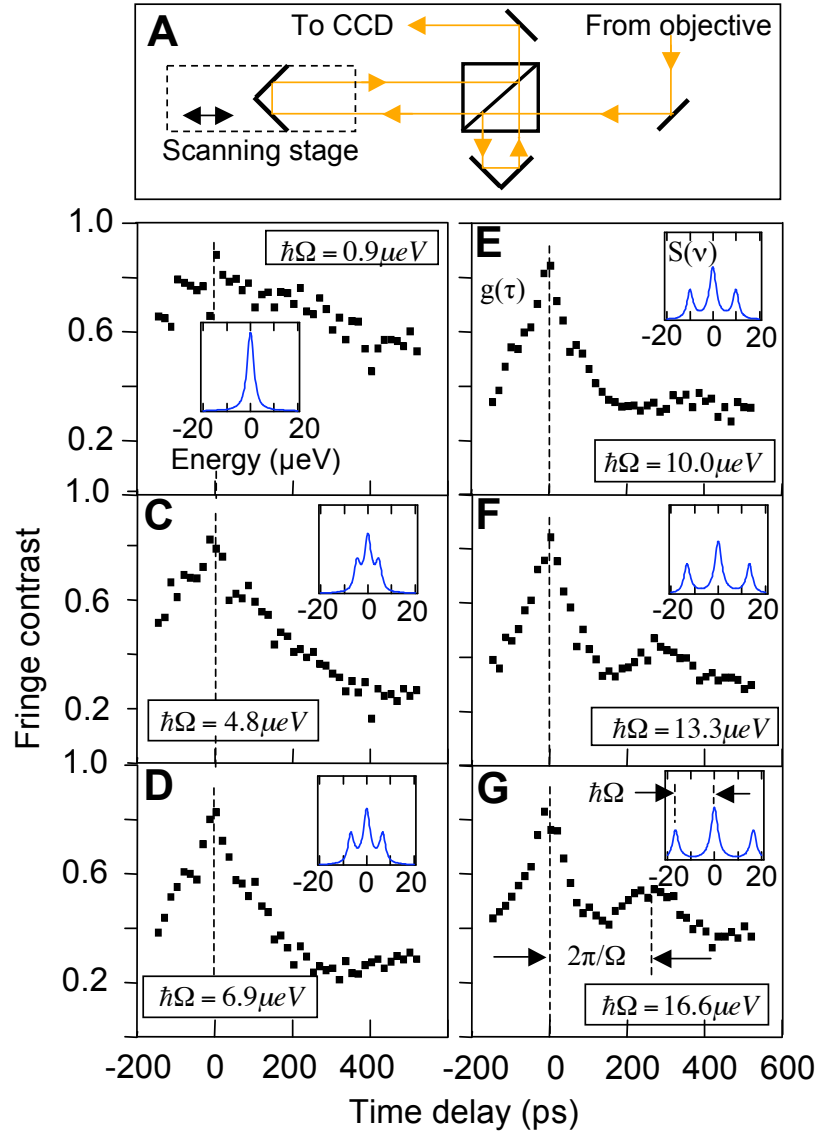 A
To CCD
From objective
Scanning stage
1.0
0.6
0.2
ħΩ = 0.9µeV
-20 0 20
Energy (µeV)
E
g(τ)
S(ν)
-20 0 20
ħΩ = 10.0µeV
1.0
0.6
0.2
C
-20 0 20
ħΩ = 4.8µeV
F
-20 0 20
ħΩ = 13.3µeV
Fringe contrast
1.0
0.6
0.2
D
-20 0 20
ħΩ = 6.9µeV
G
ħΩ
-20 0 20
2π/Ω
ħΩ = 16.6µeV
-200 0 200 400 -200 0 200 400 600
Time delay (ps)